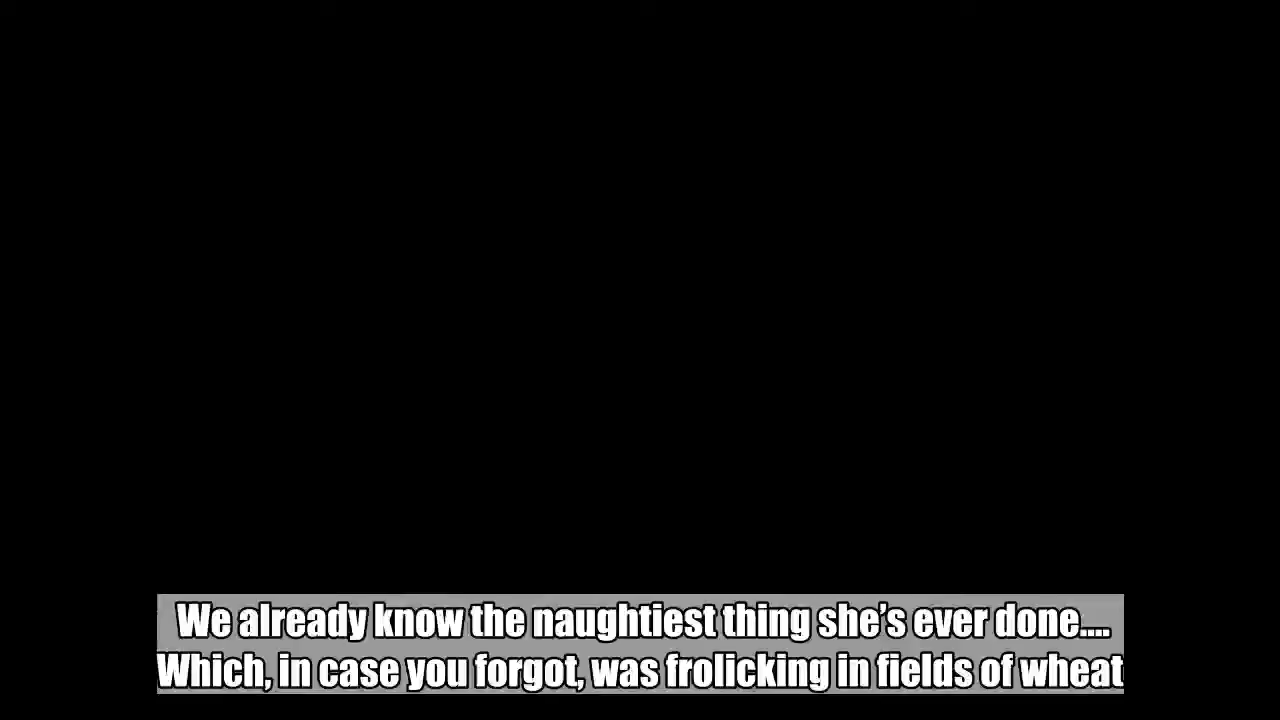 We already know the naughtiest thing she’s ever done....
Which, in case you forgot, was frolicking in fields of wheat